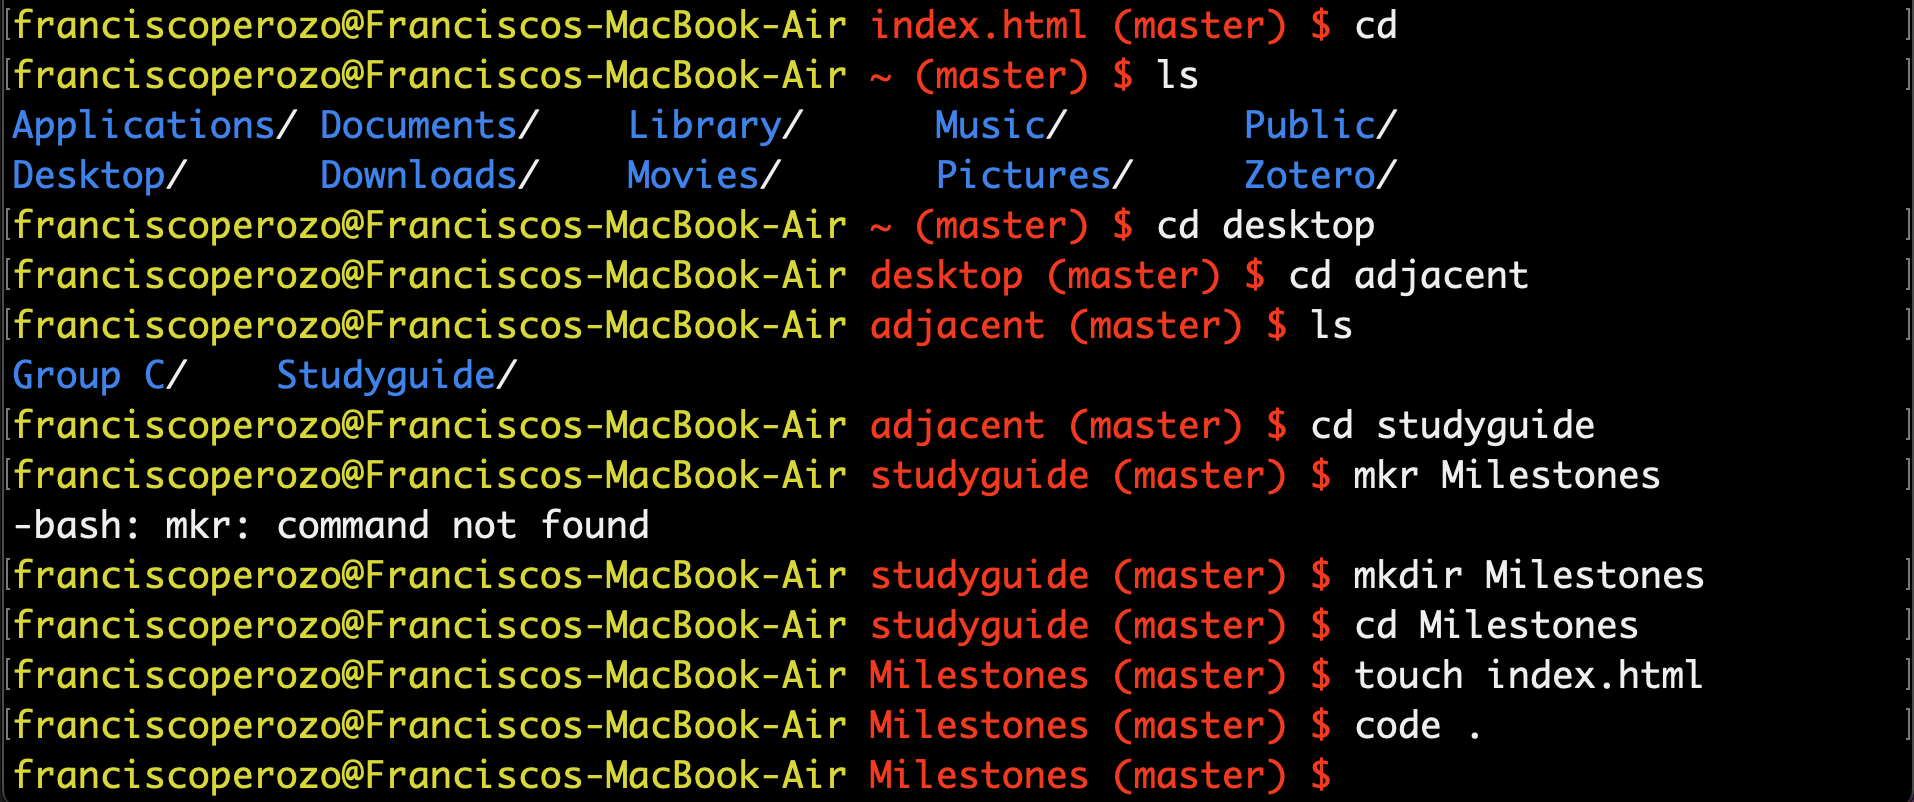 franciscoperozo@Franciscos-MacBook-Air index.html (master) $ cd
franciscoperozo@Franciscos-MacBook-Air ~ (master) $ ls
Applications/ Documents/ Library/ Music/ Public/
Desktop/ Downloads/ Movies/ Pictures/ Zotero/
franciscoperozo@Franciscos-MacBook-Air ~ (master) $ cd desktop
franciscoperozo@Franciscos-MacBook-Air desktop (master) $ cd adjacent
franciscoperozo@Franciscos-MacBook-Air adjacent (master) $ ls
Group C/ Studyguide/
franciscoperozo@Franciscos-MacBook-Air adjacent (master) $ cd studyguide
franciscoperozo@Franciscos-MacBook-Air studyguide (master) $ mkr Milestones
-bash: mkr: command not found
franciscoperozo@Franciscos-MacBook-Air studyguide (master) $ mkdir Milestones
franciscoperozo@Franciscos-MacBook-Air studyguide (master) $ cd Milestones
franciscoperozo@Franciscos-MacBook-Air Milestones (master) $ touch index.html
franciscoperozo@Franciscos-MacBook-Air Milestones (master) $ code .
franciscoperozo@Franciscos-MacBook-Air Milestones (master) $